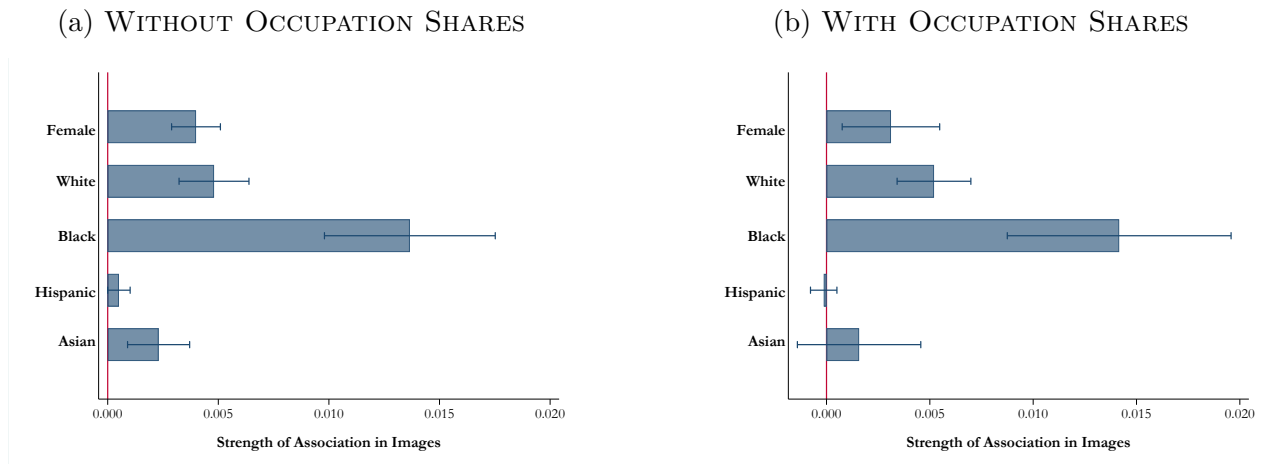 (a) Without Occupation Shares
Female
White
Black
Hispanic
Asian
0.000 0.005 0.010 0.015 0.020
Strength of Association in Images
(b) With Occupation Shares
Female
White
Black
Hispanic
Asian
0.000 0.005 0.010 0.015 0.020
Strength of Association in Images